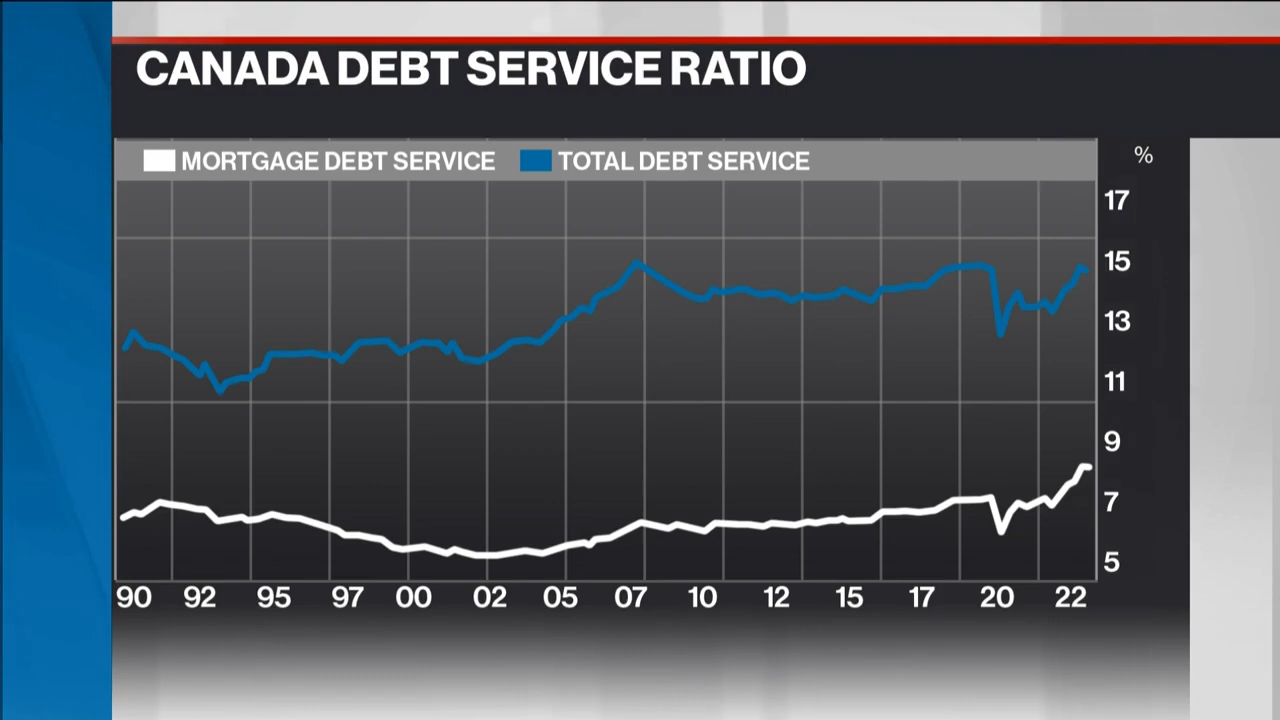 CANADA DEBT SERVICE RATIO
MORTGAGE DEBT SERVICE TOTAL DEBT SERVICE
%
17
15
13
11
9
7
5
90 92 95 97 00 02 05 07 10 12 15 17 20 22